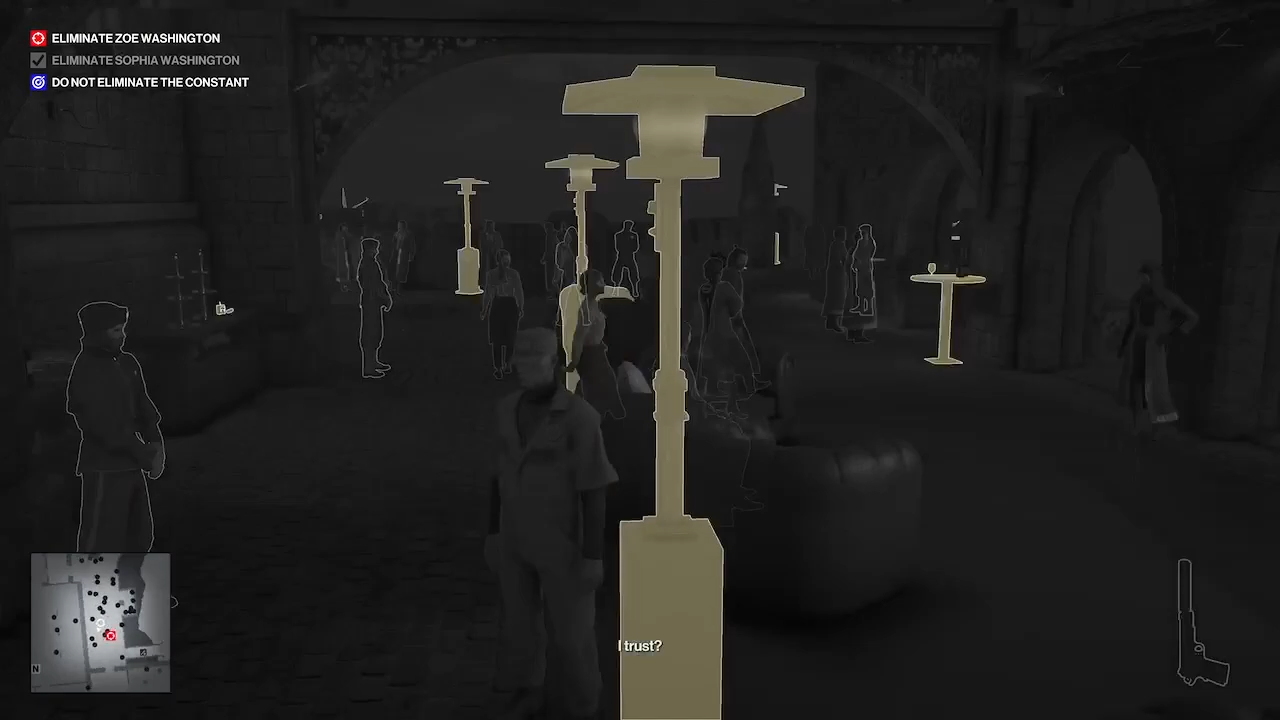 ELIMINATE ZOE WASHINGTON
ELIMINATE SOPHIA WASHINGTON
DO NOT ELIMINATE THE CONSTANT
I trust?
N